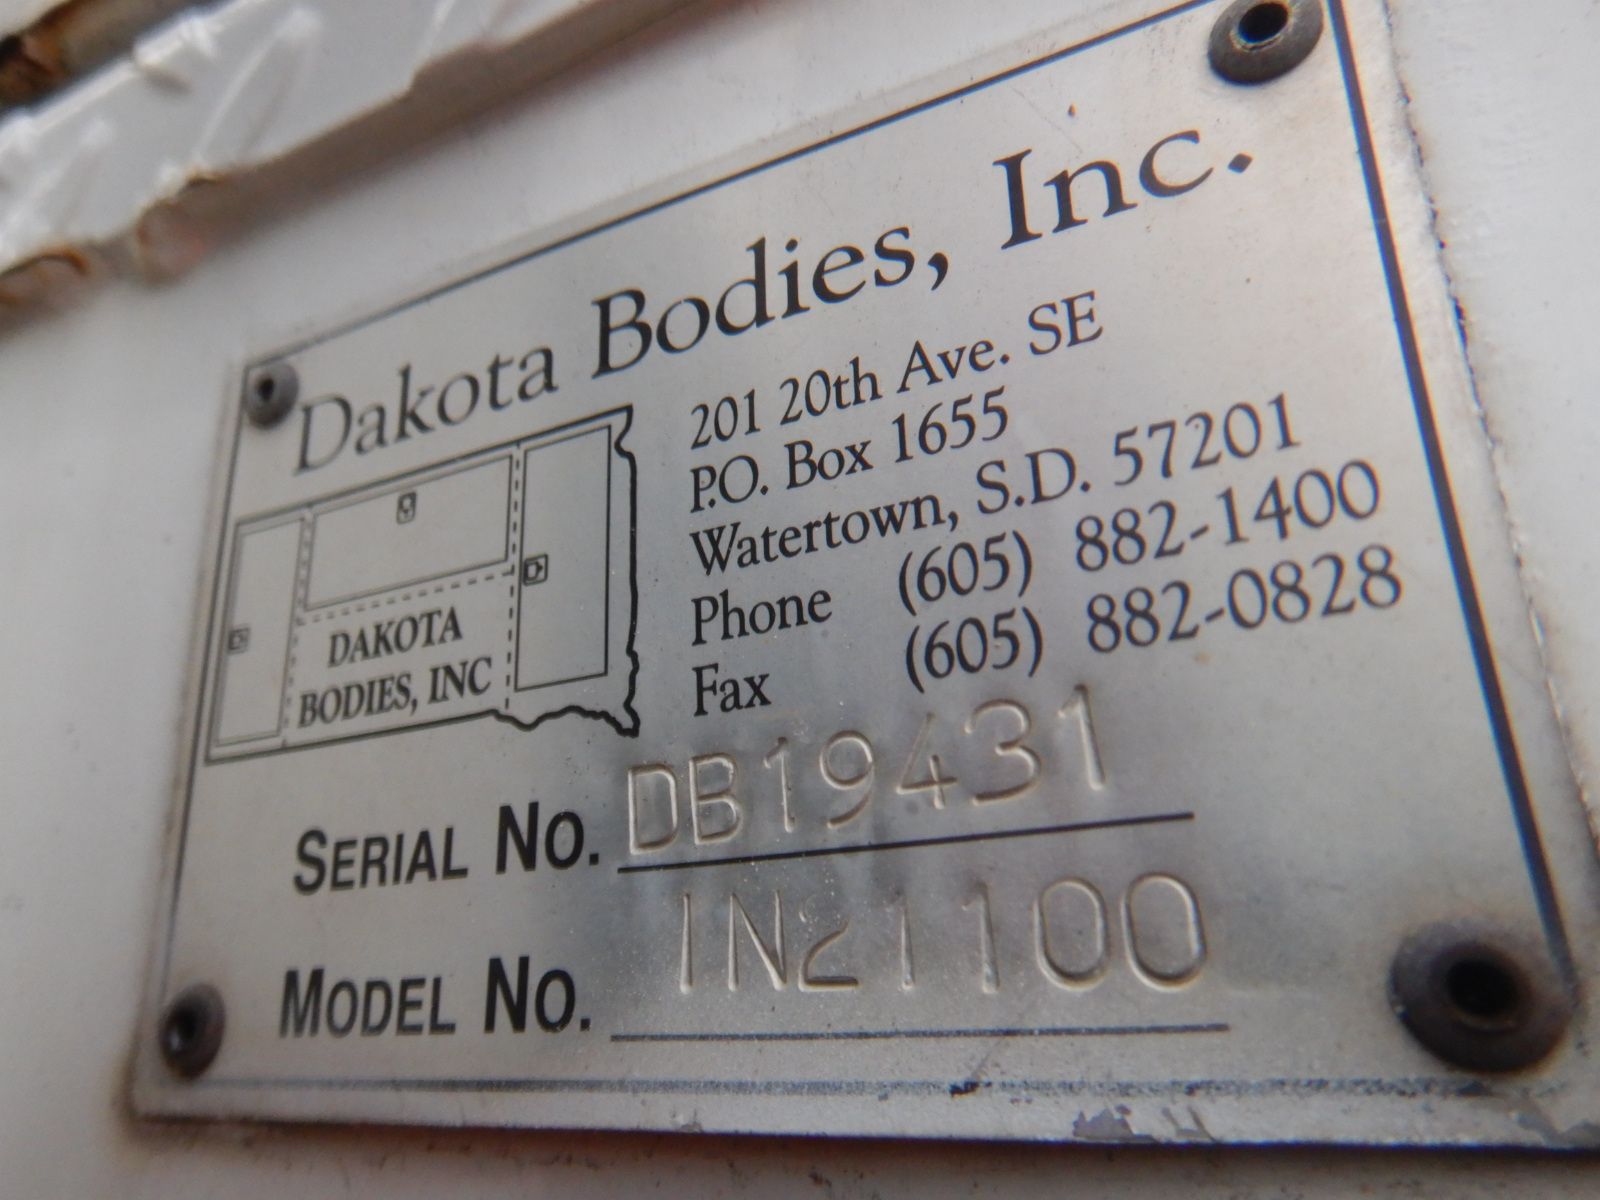 Dakota Bodies, Inc.
201 20th Ave. SE
P.O. Box 1655
Watertown, S.D. 57201
Phone (605) 882-1400
Fax (605) 882-0828
DAKOTA
BODIES, INC
SERIAL NO. DB19431
MODEL NO. 1N21100